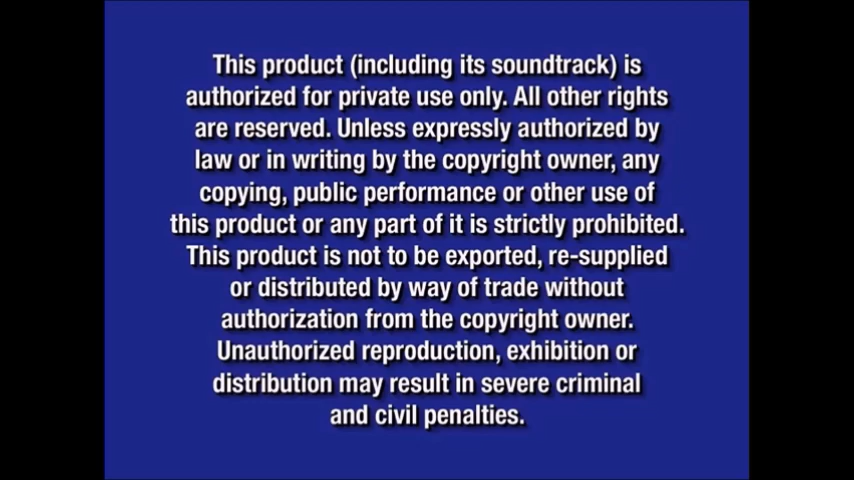 This product (including its soundtrack) is
authorized for private use only. All other rights
are reserved. Unless expressly authorized by
law or in writing by the copyright owner, any
copying, public performance or other use of
this product or any part of it is strictly prohibited.
This product is not to be exported, re-supplied
or distributed by way of trade without
authorization from the copyright owner.
Unauthorized reproduction, exhibition or
distribution may result in severe criminal
and civil penalties.